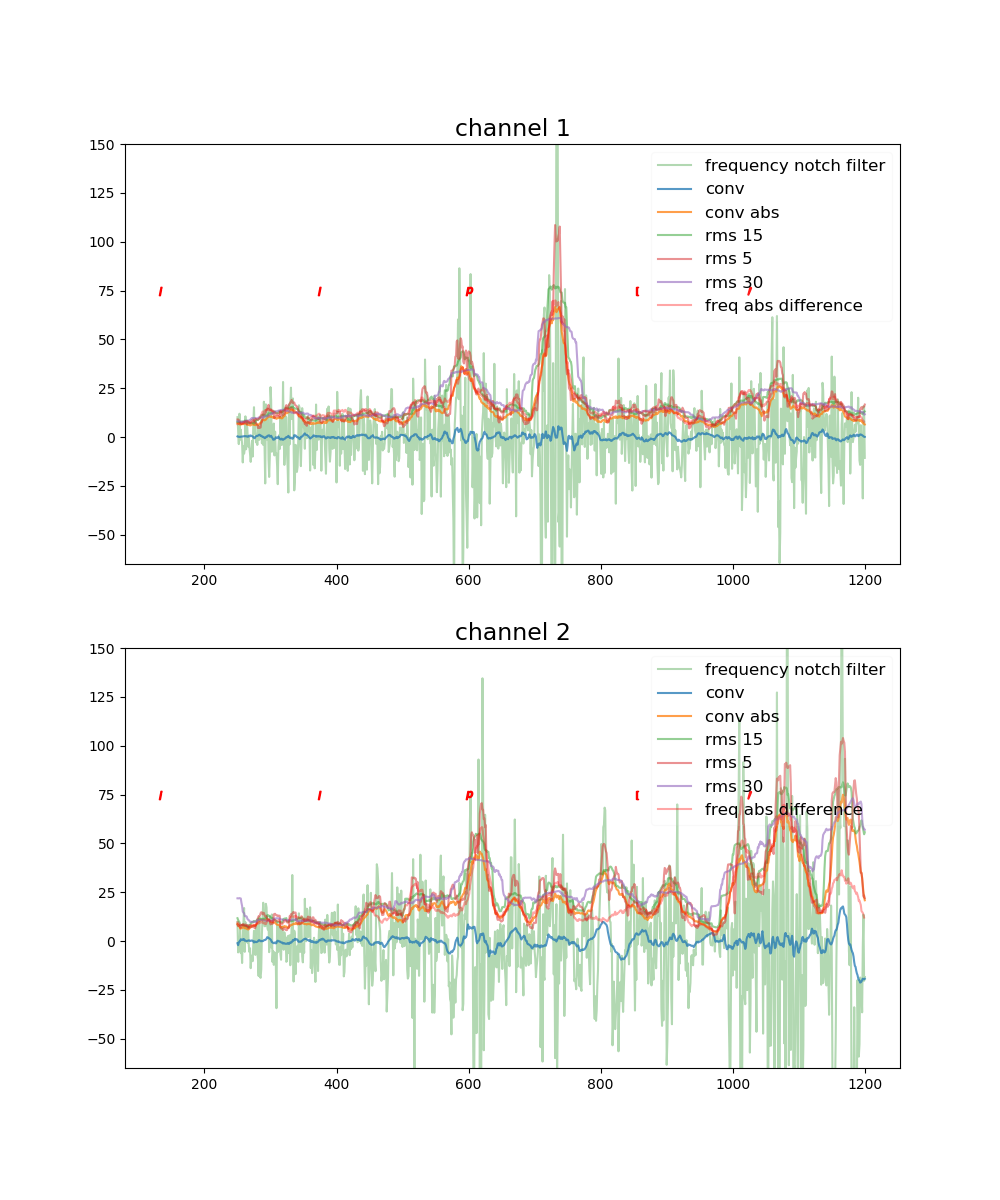 channel 1
150
125
100
75
50
25
0
−25
−50
frequency notch filter
conv
conv abs
rms 15
rms 5
rms 30
freq abs difference
200 400 600 800 1000 1200
channel 2
150
125
100
75
50
25
0
−25
−50
frequency notch filter
conv
conv abs
rms 15
rms 5
rms 30
freq abs difference
200 400 600 800 1000 1200